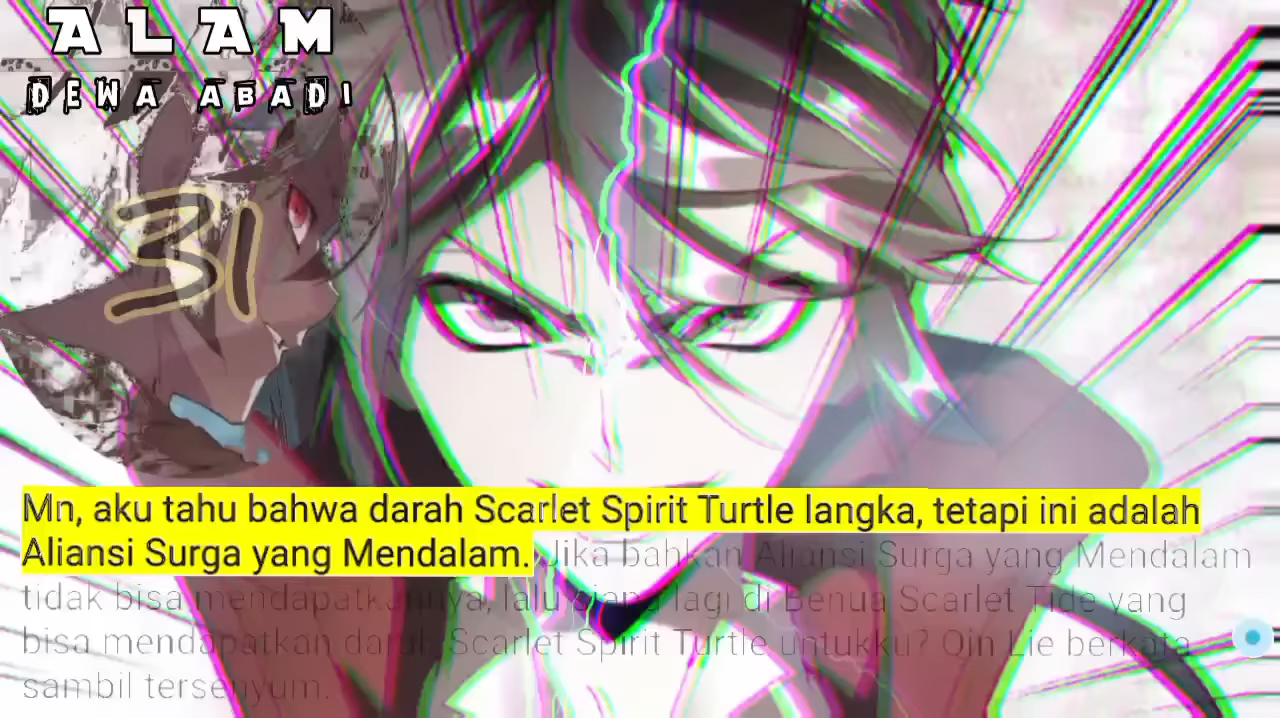 ALAM
DEWA ABADI
31
Mn, aku tahu bahwa darah Scarlet Spirit Turtle langka, tetapi ini adalah
Aliansi Surga yang Mendalam. Jika bahkan Aliansi Surga yang Mendalam
tidak bisa mendapatkannya, lalu siapa lagi di Benua Scarlet Tide yang
bisa mendapatkan darah Scarlet Spirit Turtle untukku? Qin Lie berkata
sambil tersenyum.